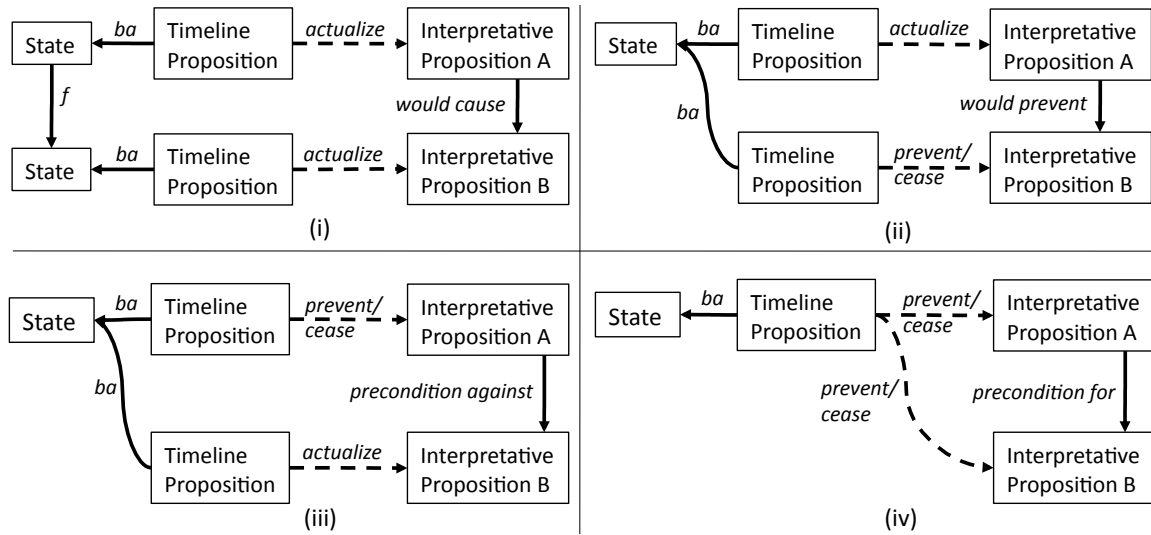 State
ba
Timeline
Proposition
actualize
Interpretative
Proposition A
f
would cause
State
ba
Timeline
Proposition
actualize
Interpretative
Proposition B
(i)
State
ba
Timeline
Proposition
actualize
Interpretative
Proposition A
ba
would prevent
Timeline
Proposition
prevent/
cease
Interpretative
Proposition B
(ii)
State
ba
Timeline
Proposition
prevent/
cease
Interpretative
Proposition A
ba
precondition against
Timeline
Proposition
actualize
Interpretative
Proposition B
(iii)
State
ba
Timeline
Proposition
prevent/
cease
Interpretative
Proposition A
prevent/
cease
precondition for
Interpretative
Proposition B
(iv)